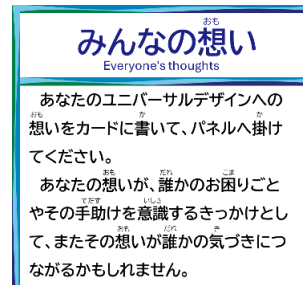 みんなの想い
Everyone's thoughts
あなたのユニバーサルデザインへの
想いをカードに書いて、パネルへ掛け
てください。
あなたの想いが、誰かのお困りごと
やその手助けを意識するきっかけとし
て、またその想いが誰かの気づきにつ
ながるかもしれません。